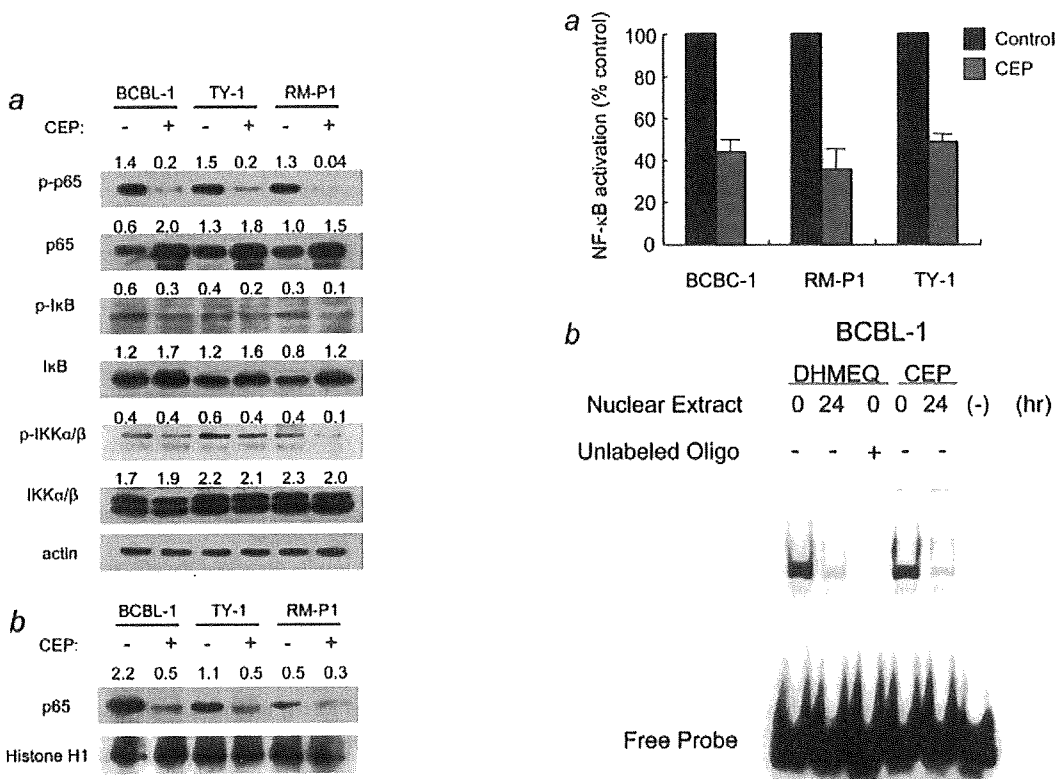 a
BCBL-1 TY-1 RM-P1
CEP: - + - + - +
1.4 0.2 1.5 0.2 1.3 0.04
p-p65
0.6 2.0 1.3 1.8 1.0 1.5
p65
0.6 0.3 0.4 0.2 0.3 0.1
p-IκB
1.2 1.7 1.2 1.6 0.8 1.2
IκB
0.4 0.4 0.6 0.4 0.4 0.1
p-IKKα/β
1.7 1.9 2.2 2.1 2.3 2.0
IKKα/β
actin
b
BCBL-1 TY-1 RM-P1
CEP: - + - + - +
2.2 0.5 1.1 0.5 0.5 0.3
p65
Histone H1
a
NF-κB activation (% control)
100
80
60
40
20
0
Control
CEP
BCBC-1 RM-P1 TY-1
b
BCBL-1
DHMEQ CEP
Nuclear Extract 0 24 0 0 24 (-) (hr)
Unlabeled Oligo - - + - -
Free Probe